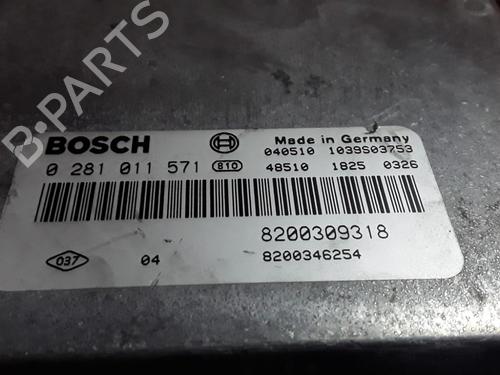 B-PARTS
BOSCH
Made in Germany
040510 1039S03753
0 281 011 571 810 48510 1825 0326
8200309318
037 04 8200346254